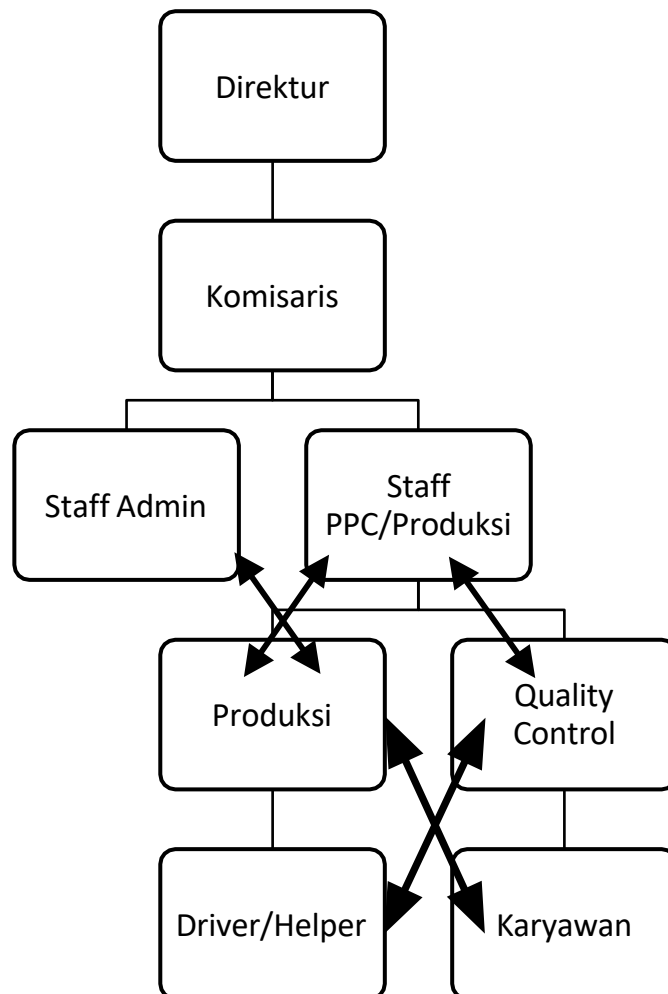 Direktur
Komisaris
Staff Admin
Staff
PPC/Produksi
Produksi
Quality
Control
Driver/Helper
Karyawan